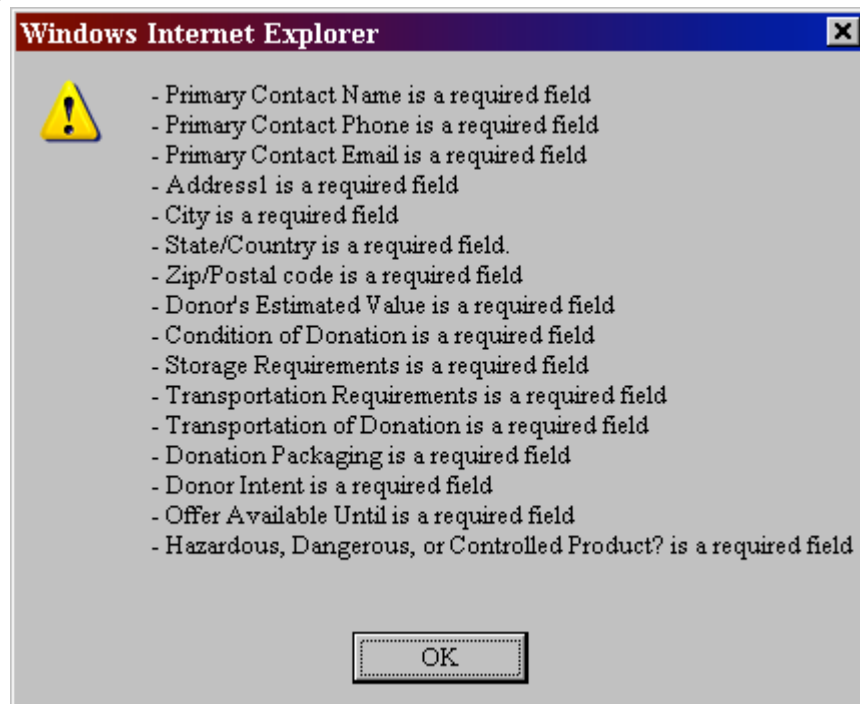 Windows Internet Explorer
- Primary Contact Name is a required field
- Primary Contact Phone is a required field
- Primary Contact Email is a required field
- Address1 is a required field
- City is a required field
- State/Country is a required field.
- Zip/Postal code is a required field
- Donor's Estimated Value is a required field
- Condition of Donation is a required field
- Storage Requirements is a required field
- Transportation Requirements is a required field
- Transportation of Donation is a required field
- Donation Packaging is a required field
- Donor Intent is a required field
- Offer Available Until is a required field
- Hazardous, Dangerous, or Controlled Product? is a required field
OK